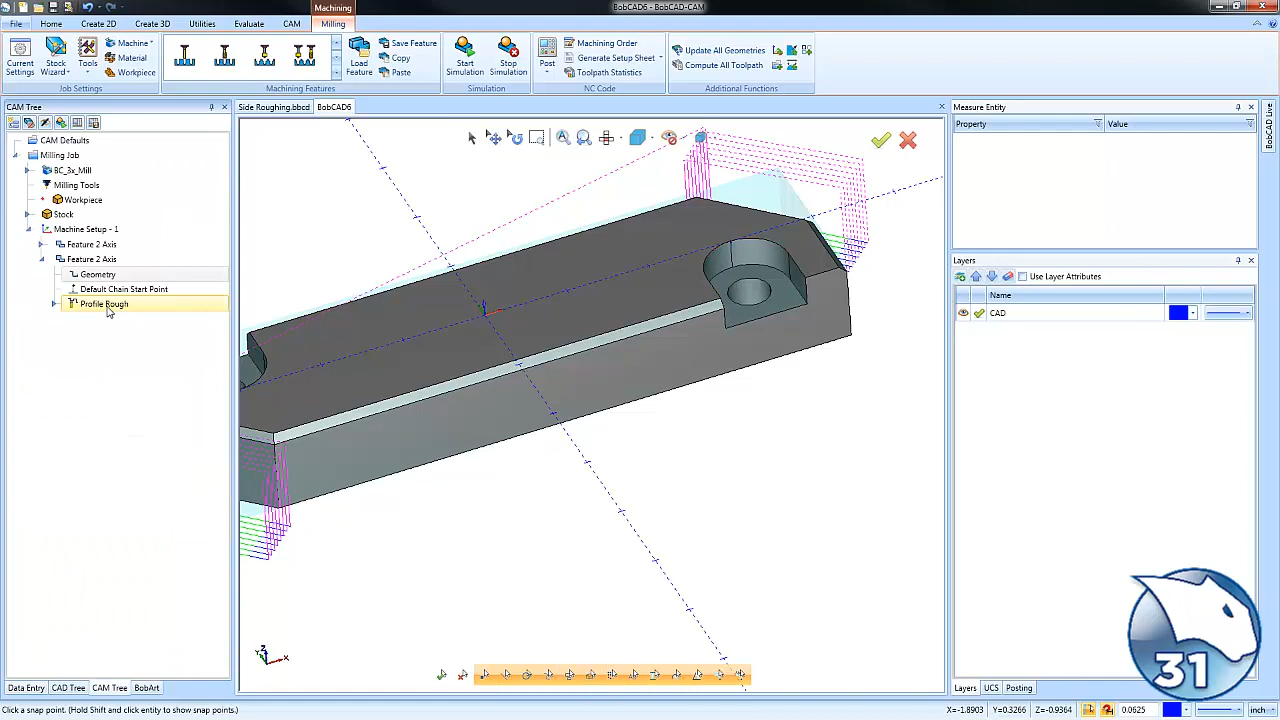 BobCAD6 - BobCAD-CAM
Machining
File Home Create 2D Create 3D Utilities Evaluate CAM Milling
Current Settings
Stock Wizard
Tools
Machine
Material
Workpiece
Job Settings
Load Feature
Save Feature
Copy
Paste
Machining Features
Start Simulation
Stop Simulation
Simulation
Post
Machining Order
Generate Setup Sheet
Toolpath Statistics
NC Code
Update All Geometries
Compute All Toolpath
Additional Functions
CAM Tree
Side Roughing.bbcd BobCAD6
Measure Entity
Property Value
BobCAD Live
CAM Defaults
Milling Job
BC_3x_Mill
Milling Tools
Workpiece
Stock
Machine Setup - 1
Feature 2 Axis
Feature 2 Axis
Geometry
Default Chain Start Point
Profile Rough
Layers
Use Layer Attributes
Name
CAD
Z
Y
X
31
Data Entry CAD Tree CAM Tree BobArt
Layers UCS Posting
Click a snap point. (Hold Shift and click entity to show snap points.)
X=-1.8903 Y=0.3266 Z=-0.9364 0.0625 inch